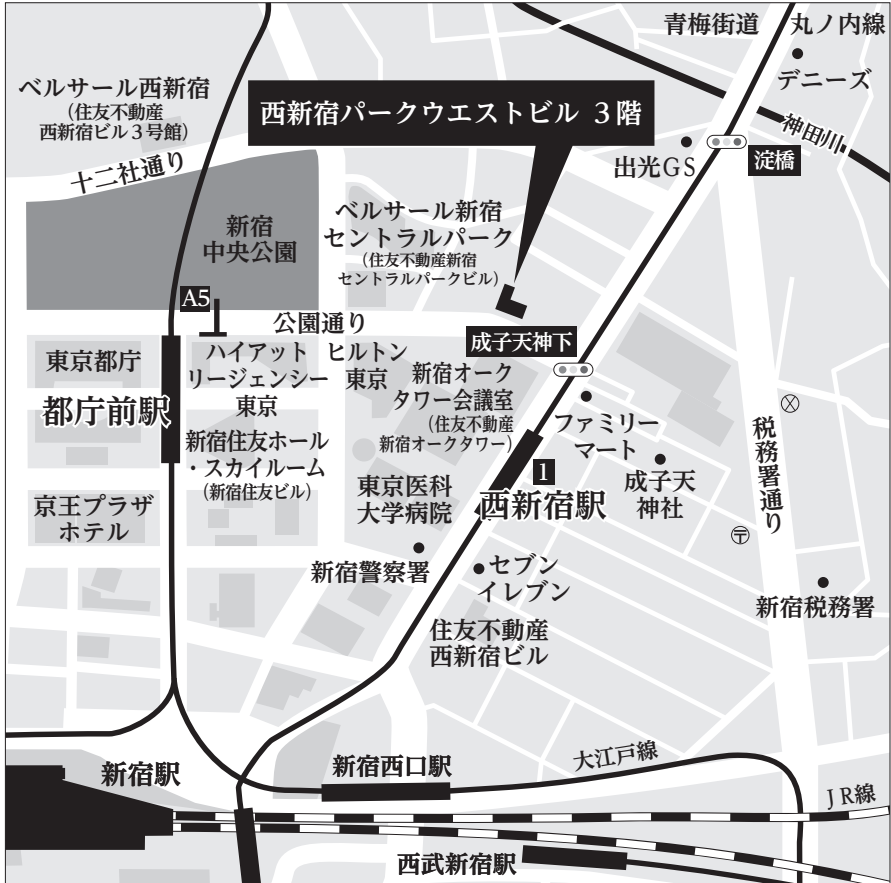 青梅街道
丸ノ内線
デニーズ
ベルサール西新宿
(住友不動産
西新宿ビル3号館)
西新宿パークウエストビル 3階
神田川
出光GS
淀橋
十二社通り
新宿
中央公園
ベルサール新宿
セントラルパーク
(住友不動産新宿
セントラルパークビル)
A5
公園通り
成子天神下
東京都庁
ハイアット
リージェンシー
東京
ヒルトン
東京
新宿オーク
タワー会議室
(住友不動産
新宿オークタワー)
都庁前駅
ファミリー
マート
税務署通り
新宿住友ホール
・スカイルーム
(新宿住友ビル)
1
西新宿駅
成子天
神社
東京医科
大学病院
京王プラザ
ホテル
〒
新宿警察署
セブン
イレブン
新宿税務署
住友不動産
西新宿ビル
新宿駅
新宿西口駅
大江戸線
JR線
西武新宿駅